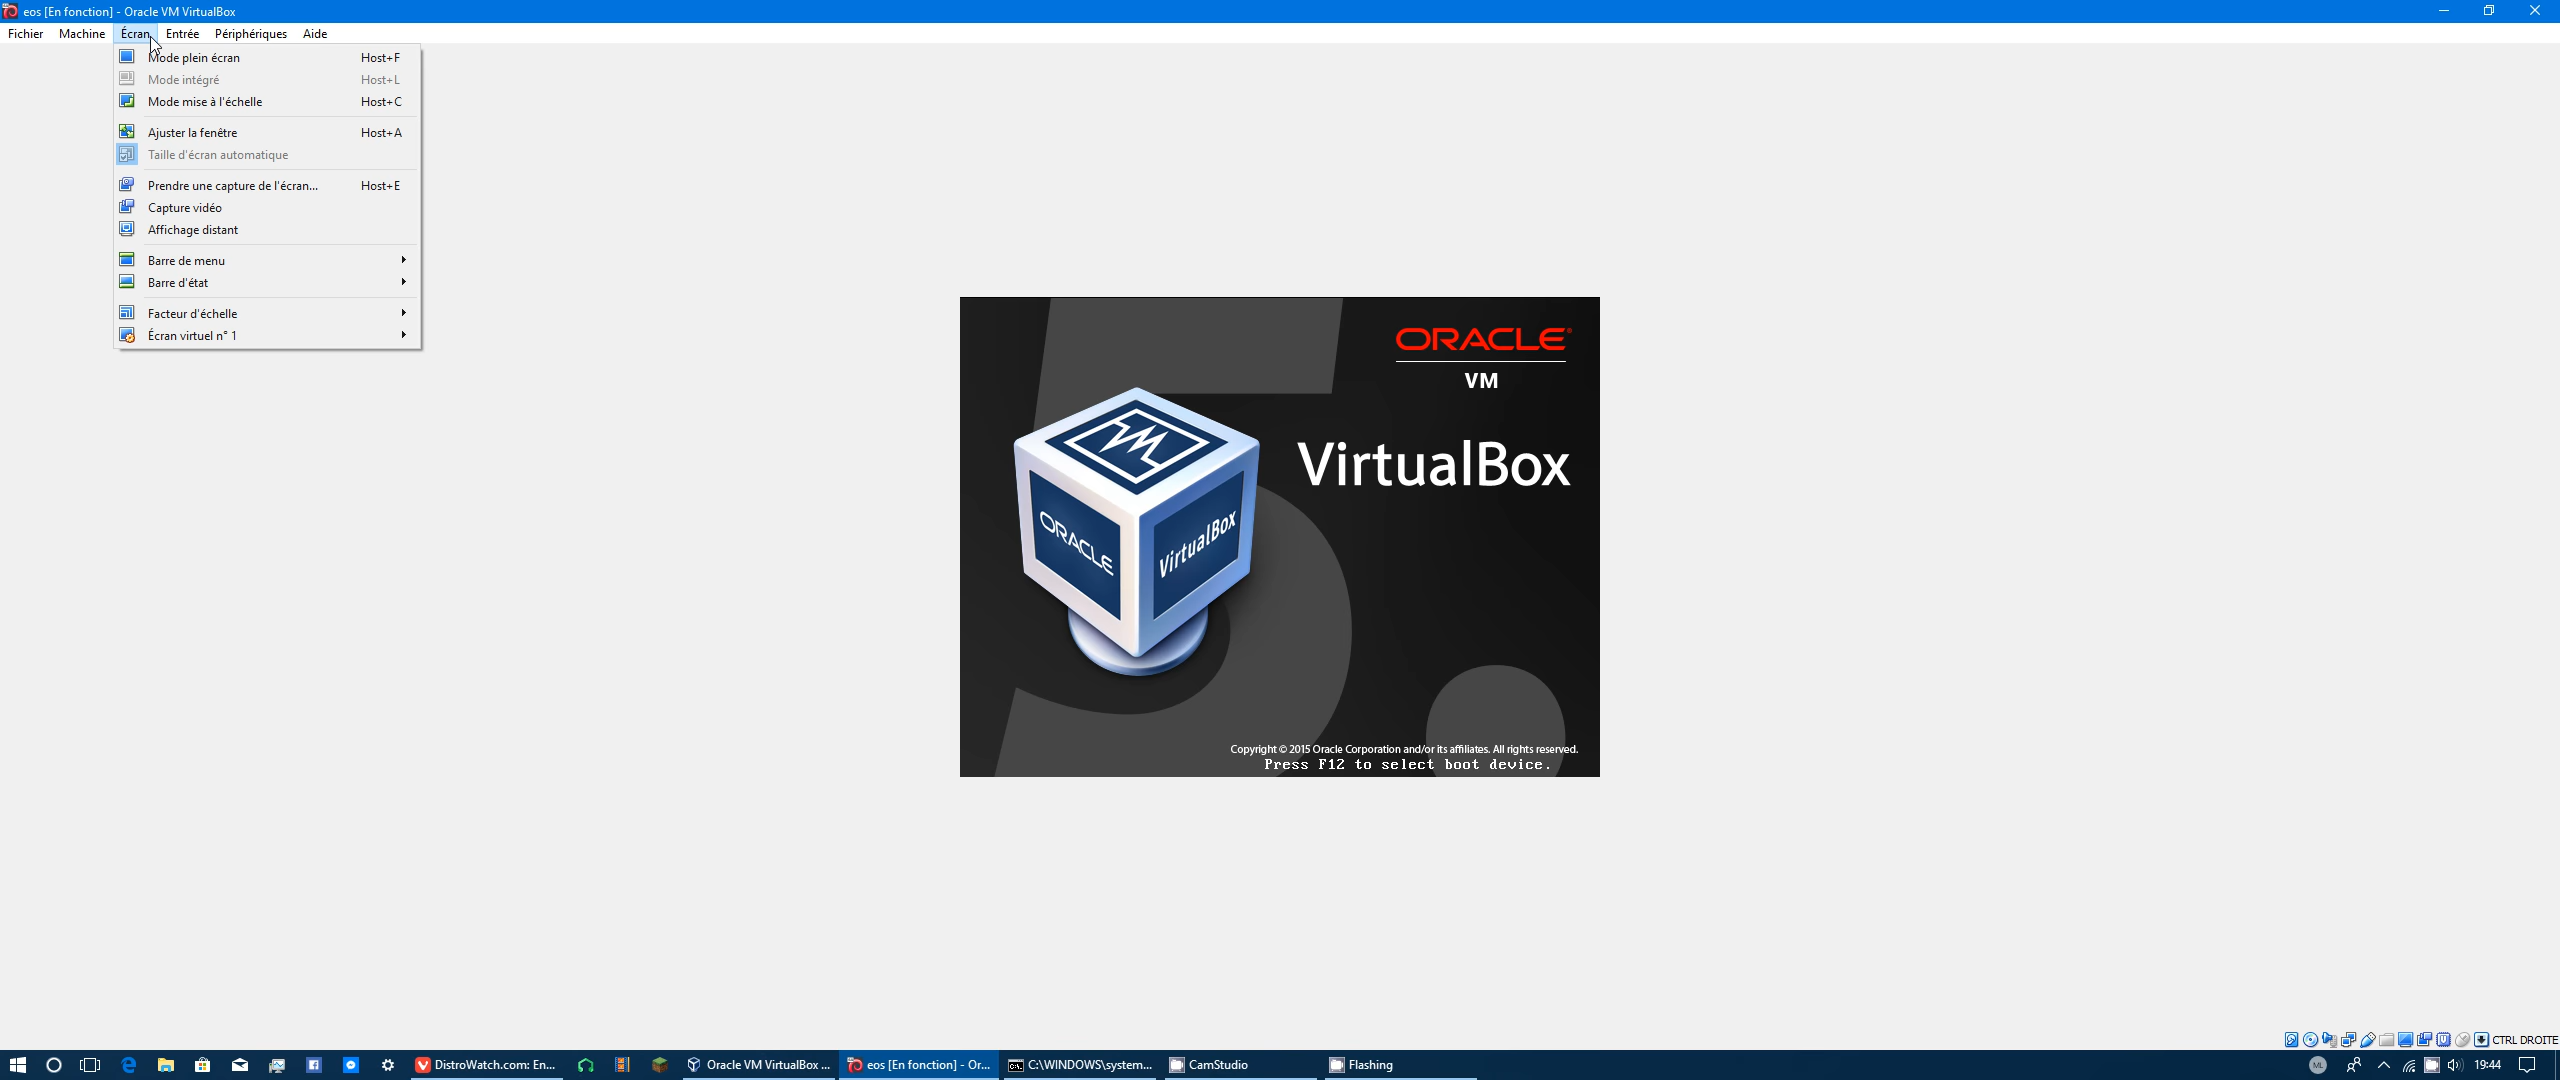 eos [En fonction] - Oracle VM VirtualBox
Fichier Machine Écran Entrée Périphériques Aide
Mode plein écran Host+F
Mode intégré Host+L
Mode mise à l'échelle Host+C
Ajuster la fenêtre Host+A
Taille d'écran automatique
Prendre une capture de l'écran... Host+E
Capture vidéo
Affichage distant
Barre de menu
Barre d'état
Facteur d'échelle
Écran virtuel n° 1
ORACLE®
VM
VirtualBox
ORACLE
VirtualBox
Copyright © 2015 Oracle Corporation and/or its affiliates. All rights reserved.
Press F12 to select boot device.
CTRL DROITE
DistroWatch.com: En... Oracle VM VirtualBox ... eos [En fonction] - Or... C:\WINDOWS\system... CamStudio Flashing ML 19:44